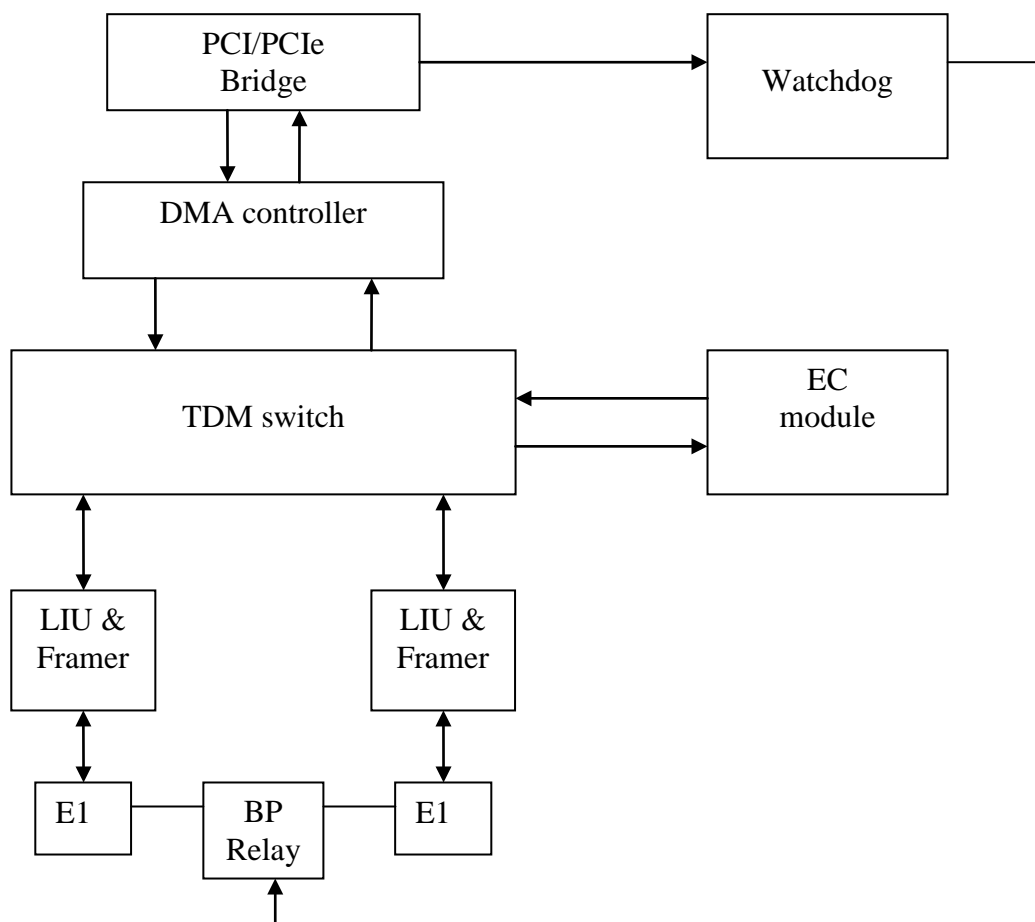 PCI/PCIe
Bridge
Watchdog
DMA controller
TDM switch
EC
module
LIU &
Framer
LIU &
Framer
E1
BP
Relay
E1